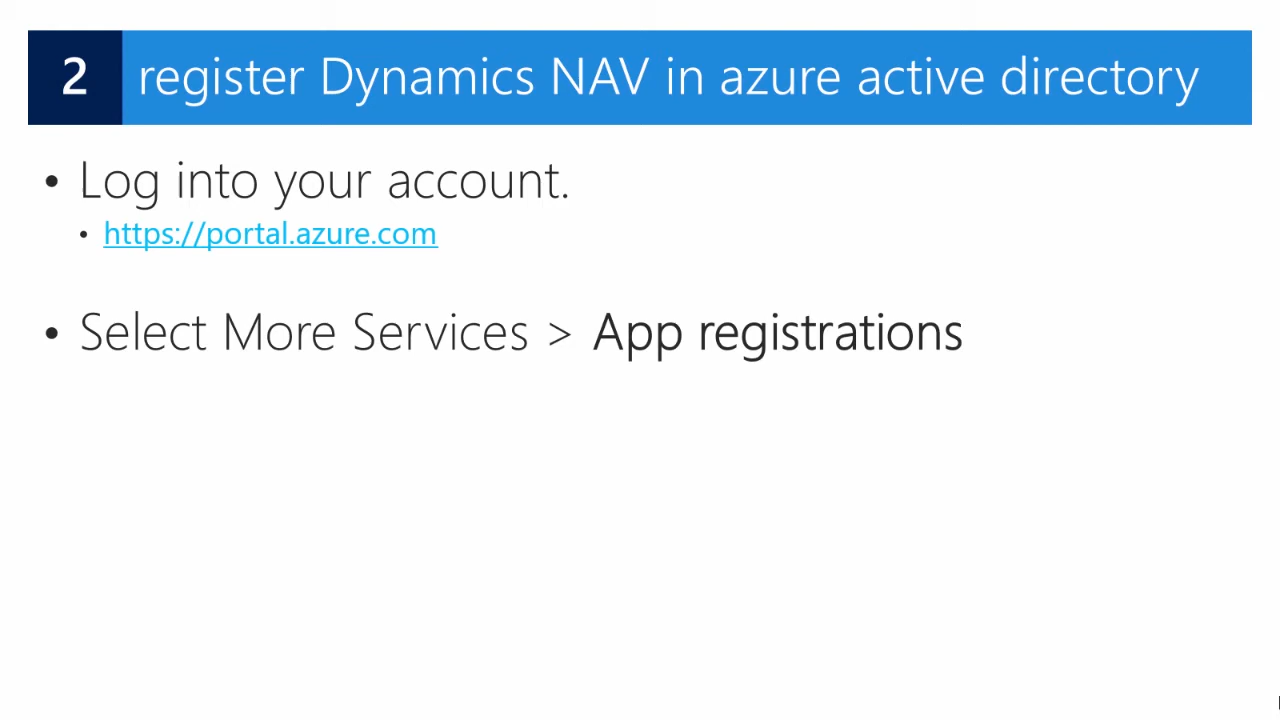 2 register Dynamics NAV in azure active directory
• Log into your account.
• https://portal.azure.com
• Select More Services > App registrations